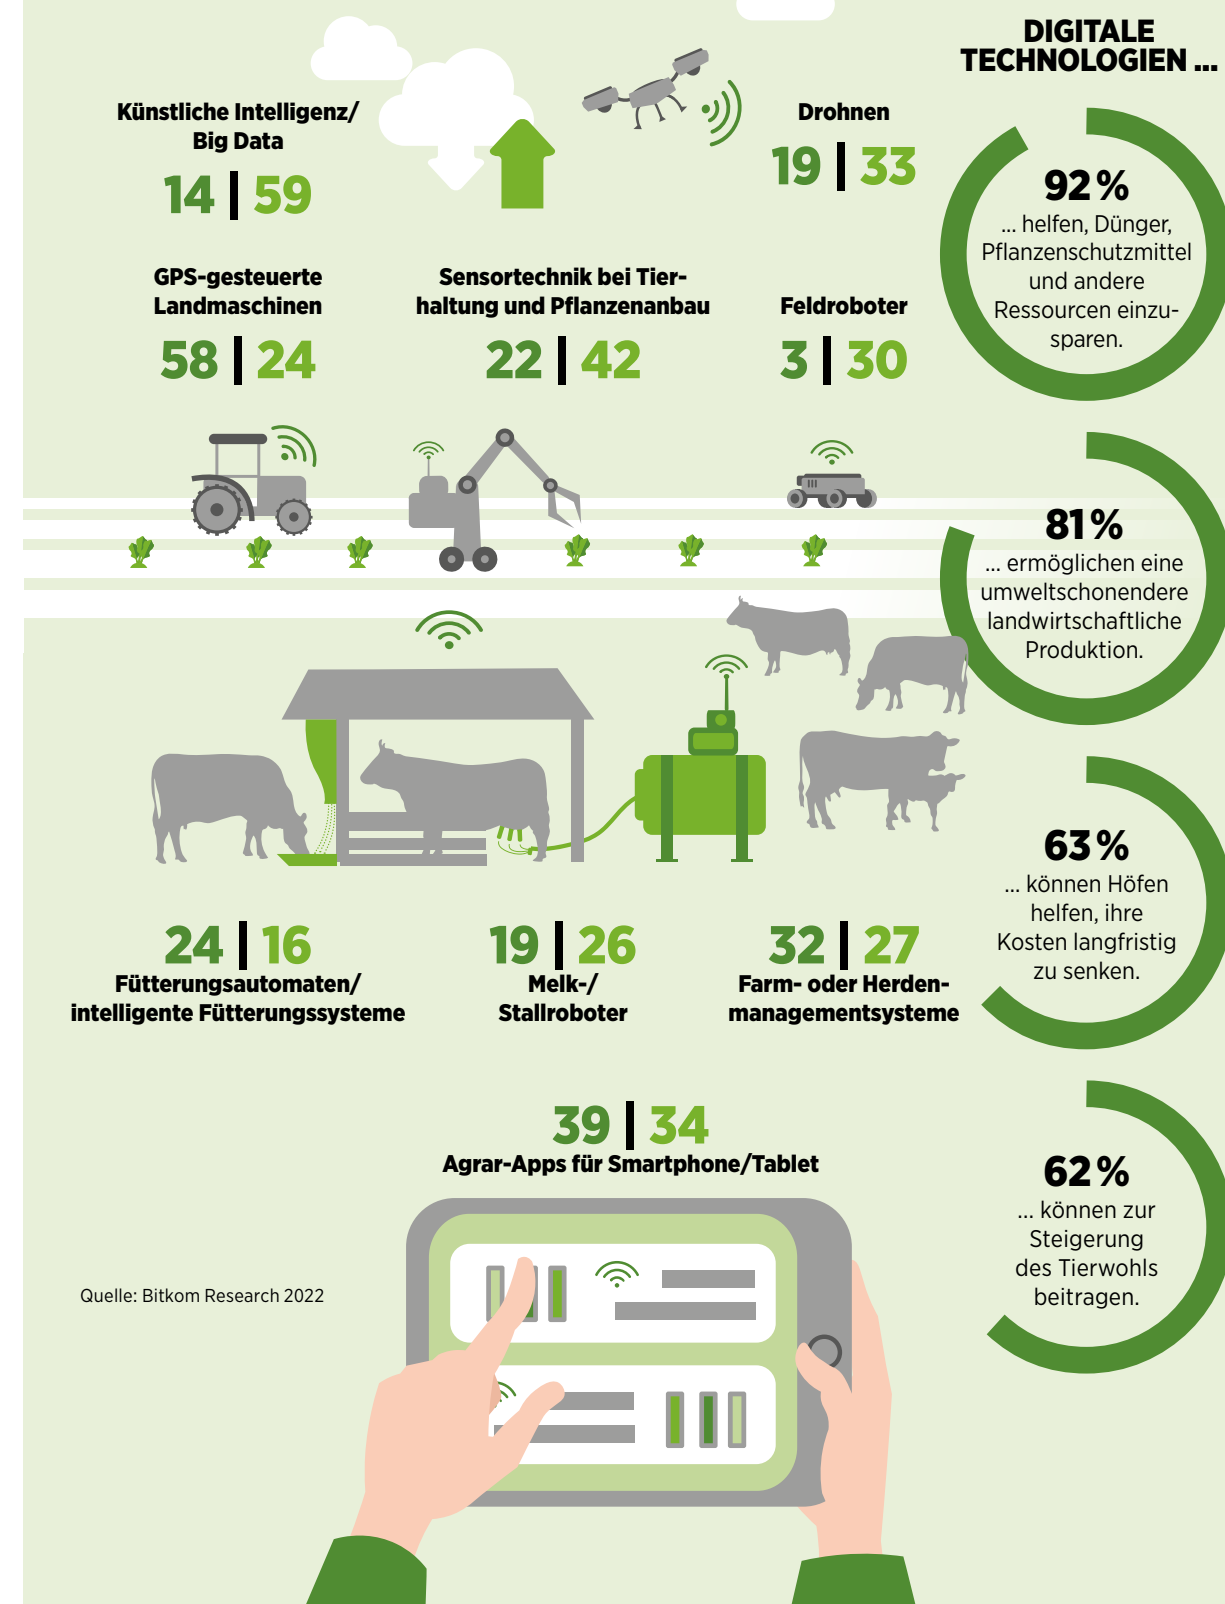 Künstliche Intelligenz/
Big Data
14 | 59
Drohnen
19 | 33
GPS-gesteuerte
Landmaschinen
58 | 24
Sensortechnik bei Tier-
haltung und Pflanzenanbau
22 | 42
Feldroboter
3 | 30
24 | 16
Fütterungsautomaten/
intelligente Fütterungssysteme
19 | 26
Melk-/
Stallroboter
32 | 27
Farm- oder Herden-
managementsysteme
39 | 34
Agrar-Apps für Smartphone/Tablet
Quelle: Bitkom Research 2022
DIGITALE
TECHNOLOGIEN ...
92 %
... helfen, Dünger,
Pflanzenschutzmittel
und andere
Ressourcen einzu-
sparen.
81 %
... ermöglichen eine
umweltschonendere
landwirtschaftliche
Produktion.
63 %
... können Höfen
helfen, ihre
Kosten langfristig
zu senken.
62 %
... können zur
Steigerung
des Tierwohls
beitragen.